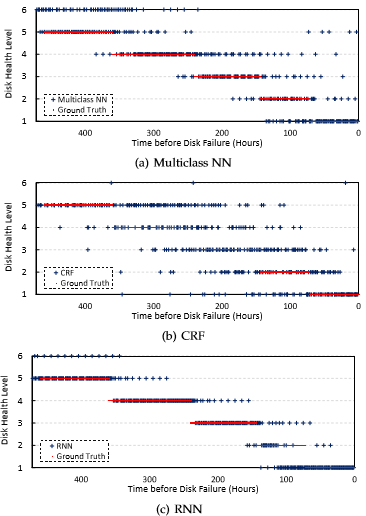 6
5
4
3
2
1
Disk Health Level
Multiclass NN
Ground Truth
400
300
200
100
0
Time before Disk Failure (Hours)
(a) Multiclass NN
6
5
4
3
2
1
Disk Health Level
CRF
Ground Truth
400
300
200
100
0
Time before Disk Failure (Hours)
(b) CRF
6
5
4
3
2
1
Disk Health Level
RNN
Ground Truth
400
300
200
100
0
Time before Disk Failure (Hours)
(c) RNN